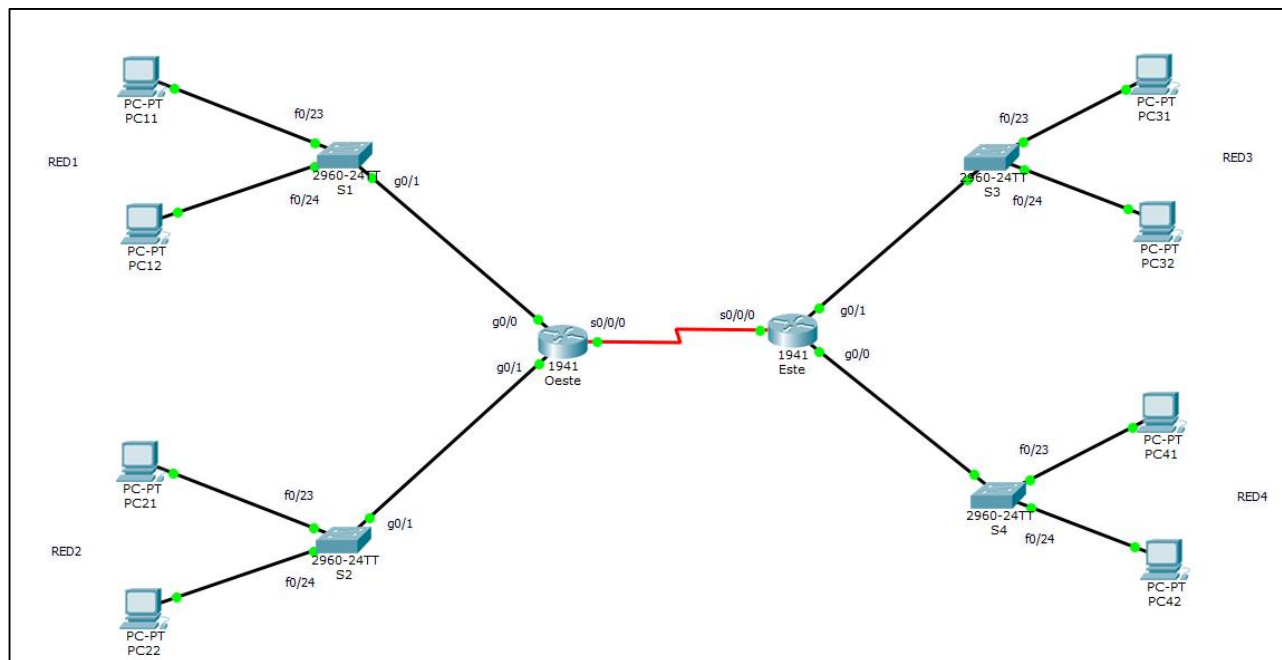 PC-PT
PC11
f0/23
RED1
2960-24TT
S1
g0/1
f0/24
PC-PT
PC12
g0/0
s0/0/0
g0/1
1941
Oeste
PC-PT
PC21
f0/23
g0/1
RED2
2960-24TT
S2
f0/24
PC-PT
PC22
PC-PT
PC31
f0/23
RED3
2960-24TT
S3
f0/24
PC-PT
PC32
s0/0/0
g0/1
1941
Este
g0/0
PC-PT
PC41
f0/23
RED4
2960-24TT
S4
f0/24
PC-PT
PC42